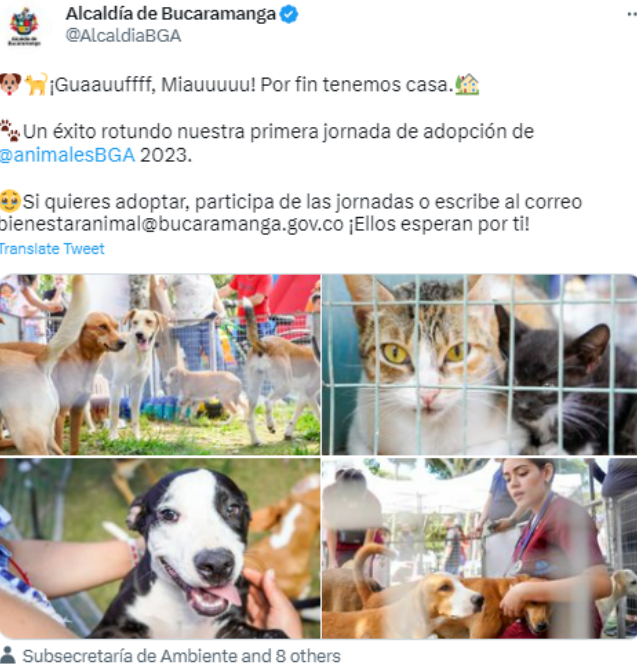 Alcaldía de Bucaramanga
@AlcaldiaBGA
¡Guaauuffff, Miauuuuu! Por fin tenemos casa.
Un éxito rotundo nuestra primera jornada de adopción de
@animalesBGA 2023.
Si quieres adoptar, participa de las jornadas o escribe al correo
bienestaranimal@bucaramanga.gov.co ¡Ellos esperan por ti!
Translate Tweet
Subsecretaría de Ambiente and 8 others